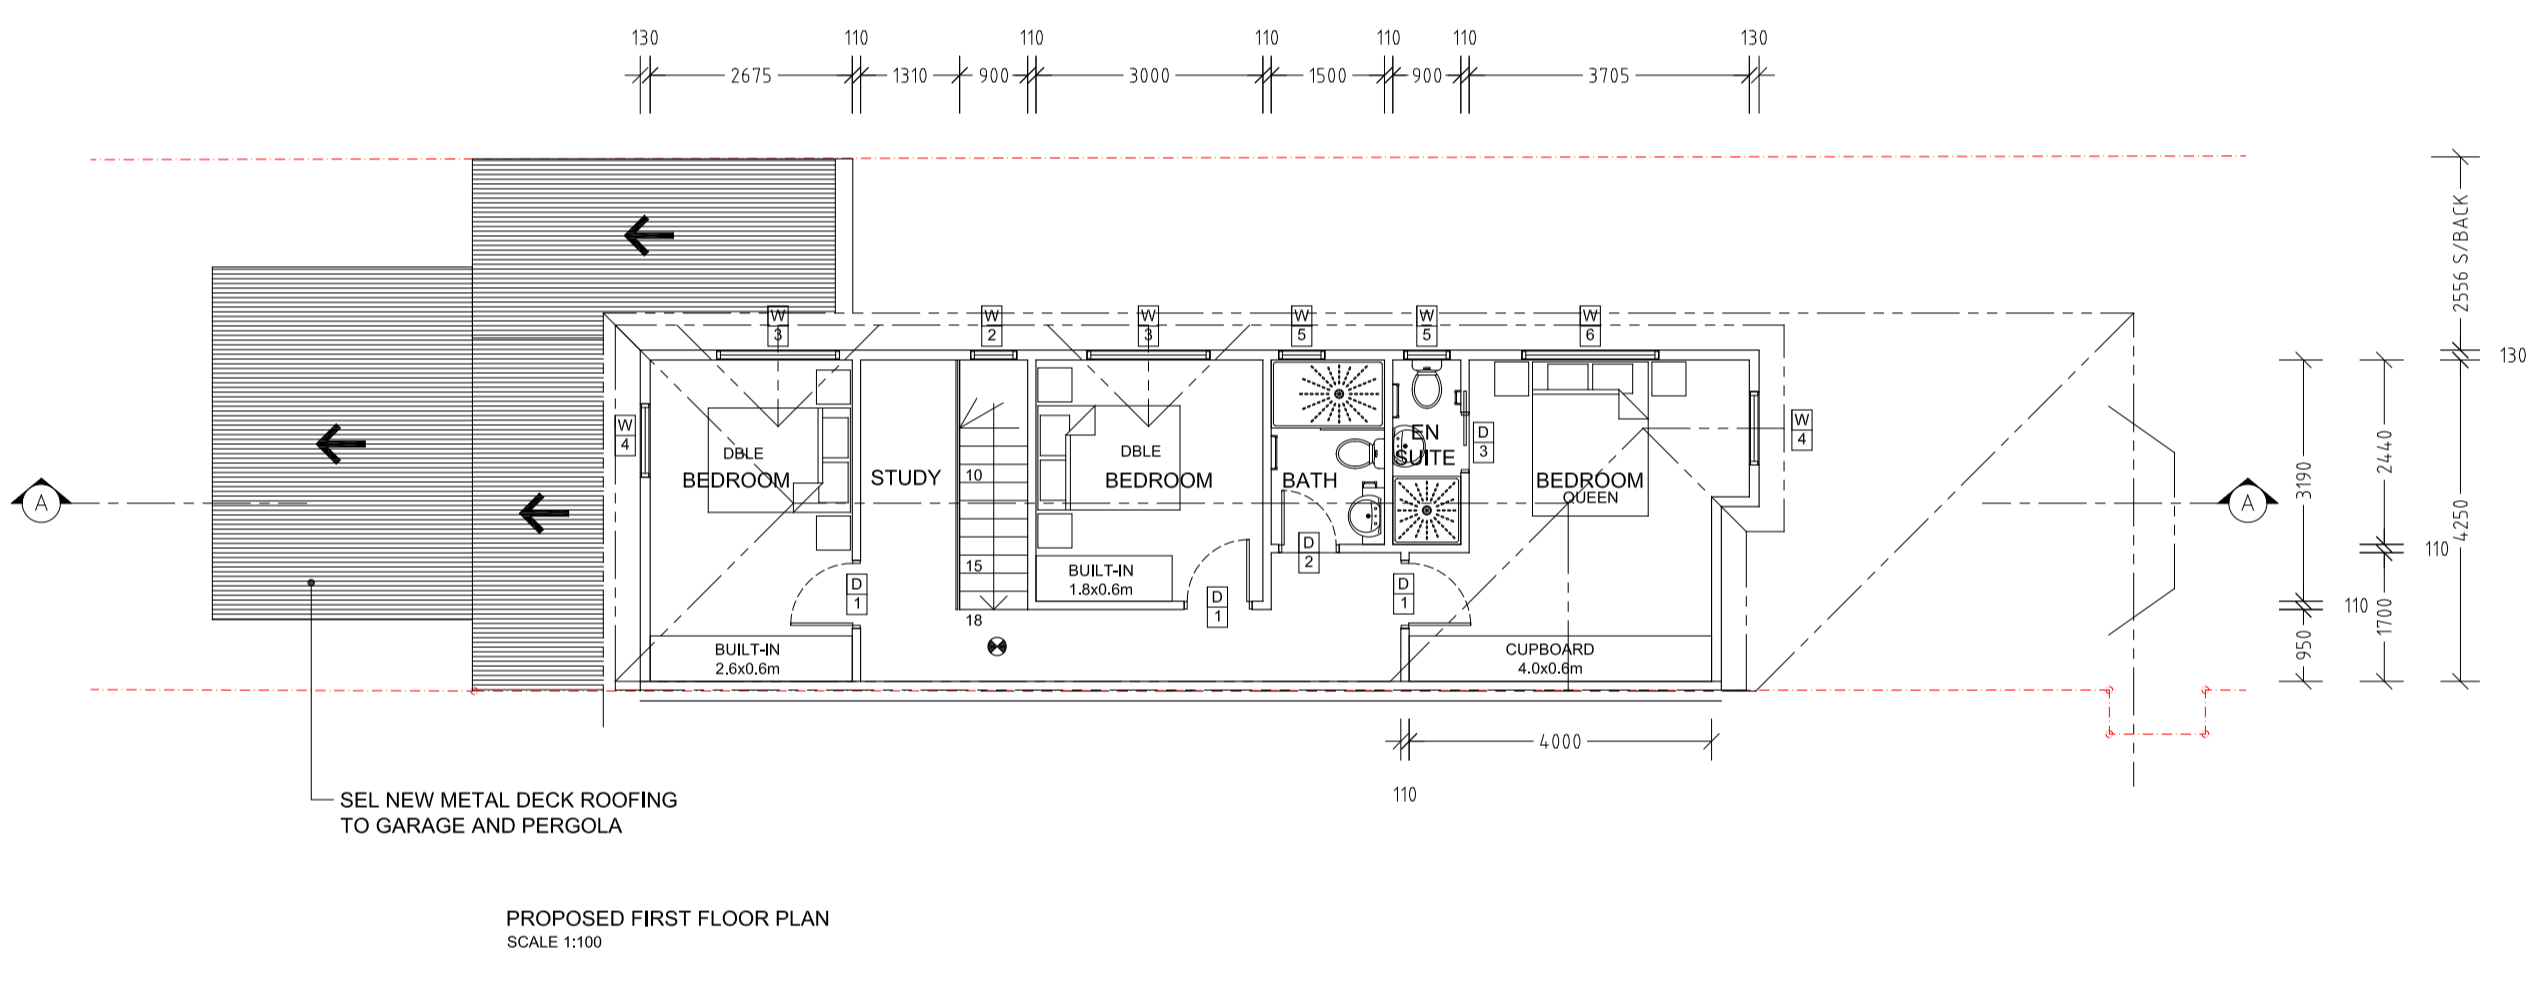 130
110
110
110
110
110
130
2675
1310
900
3000
1500
900
3705
2556 S/BACK
130
W
3
W
2
W
3
W
5
W
5
W
6
W
4
W
4
DBLE
BEDROOM
STUDY
10
15
18
DBLE
BEDROOM
BATH
EN
SUITE
D
3
BEDROOM
QUEEN
A
A
D
2
D
1
D
1
D
1
BUILT-IN
1.8x0.6m
BUILT-IN
2.6x0.6m
CUPBOARD
4.0x0.6m
3190
2440
4250
110
110
950
1700
4000
110
SEL NEW METAL DECK ROOFING
TO GARAGE AND PERGOLA
PROPOSED FIRST FLOOR PLAN
SCALE 1:100